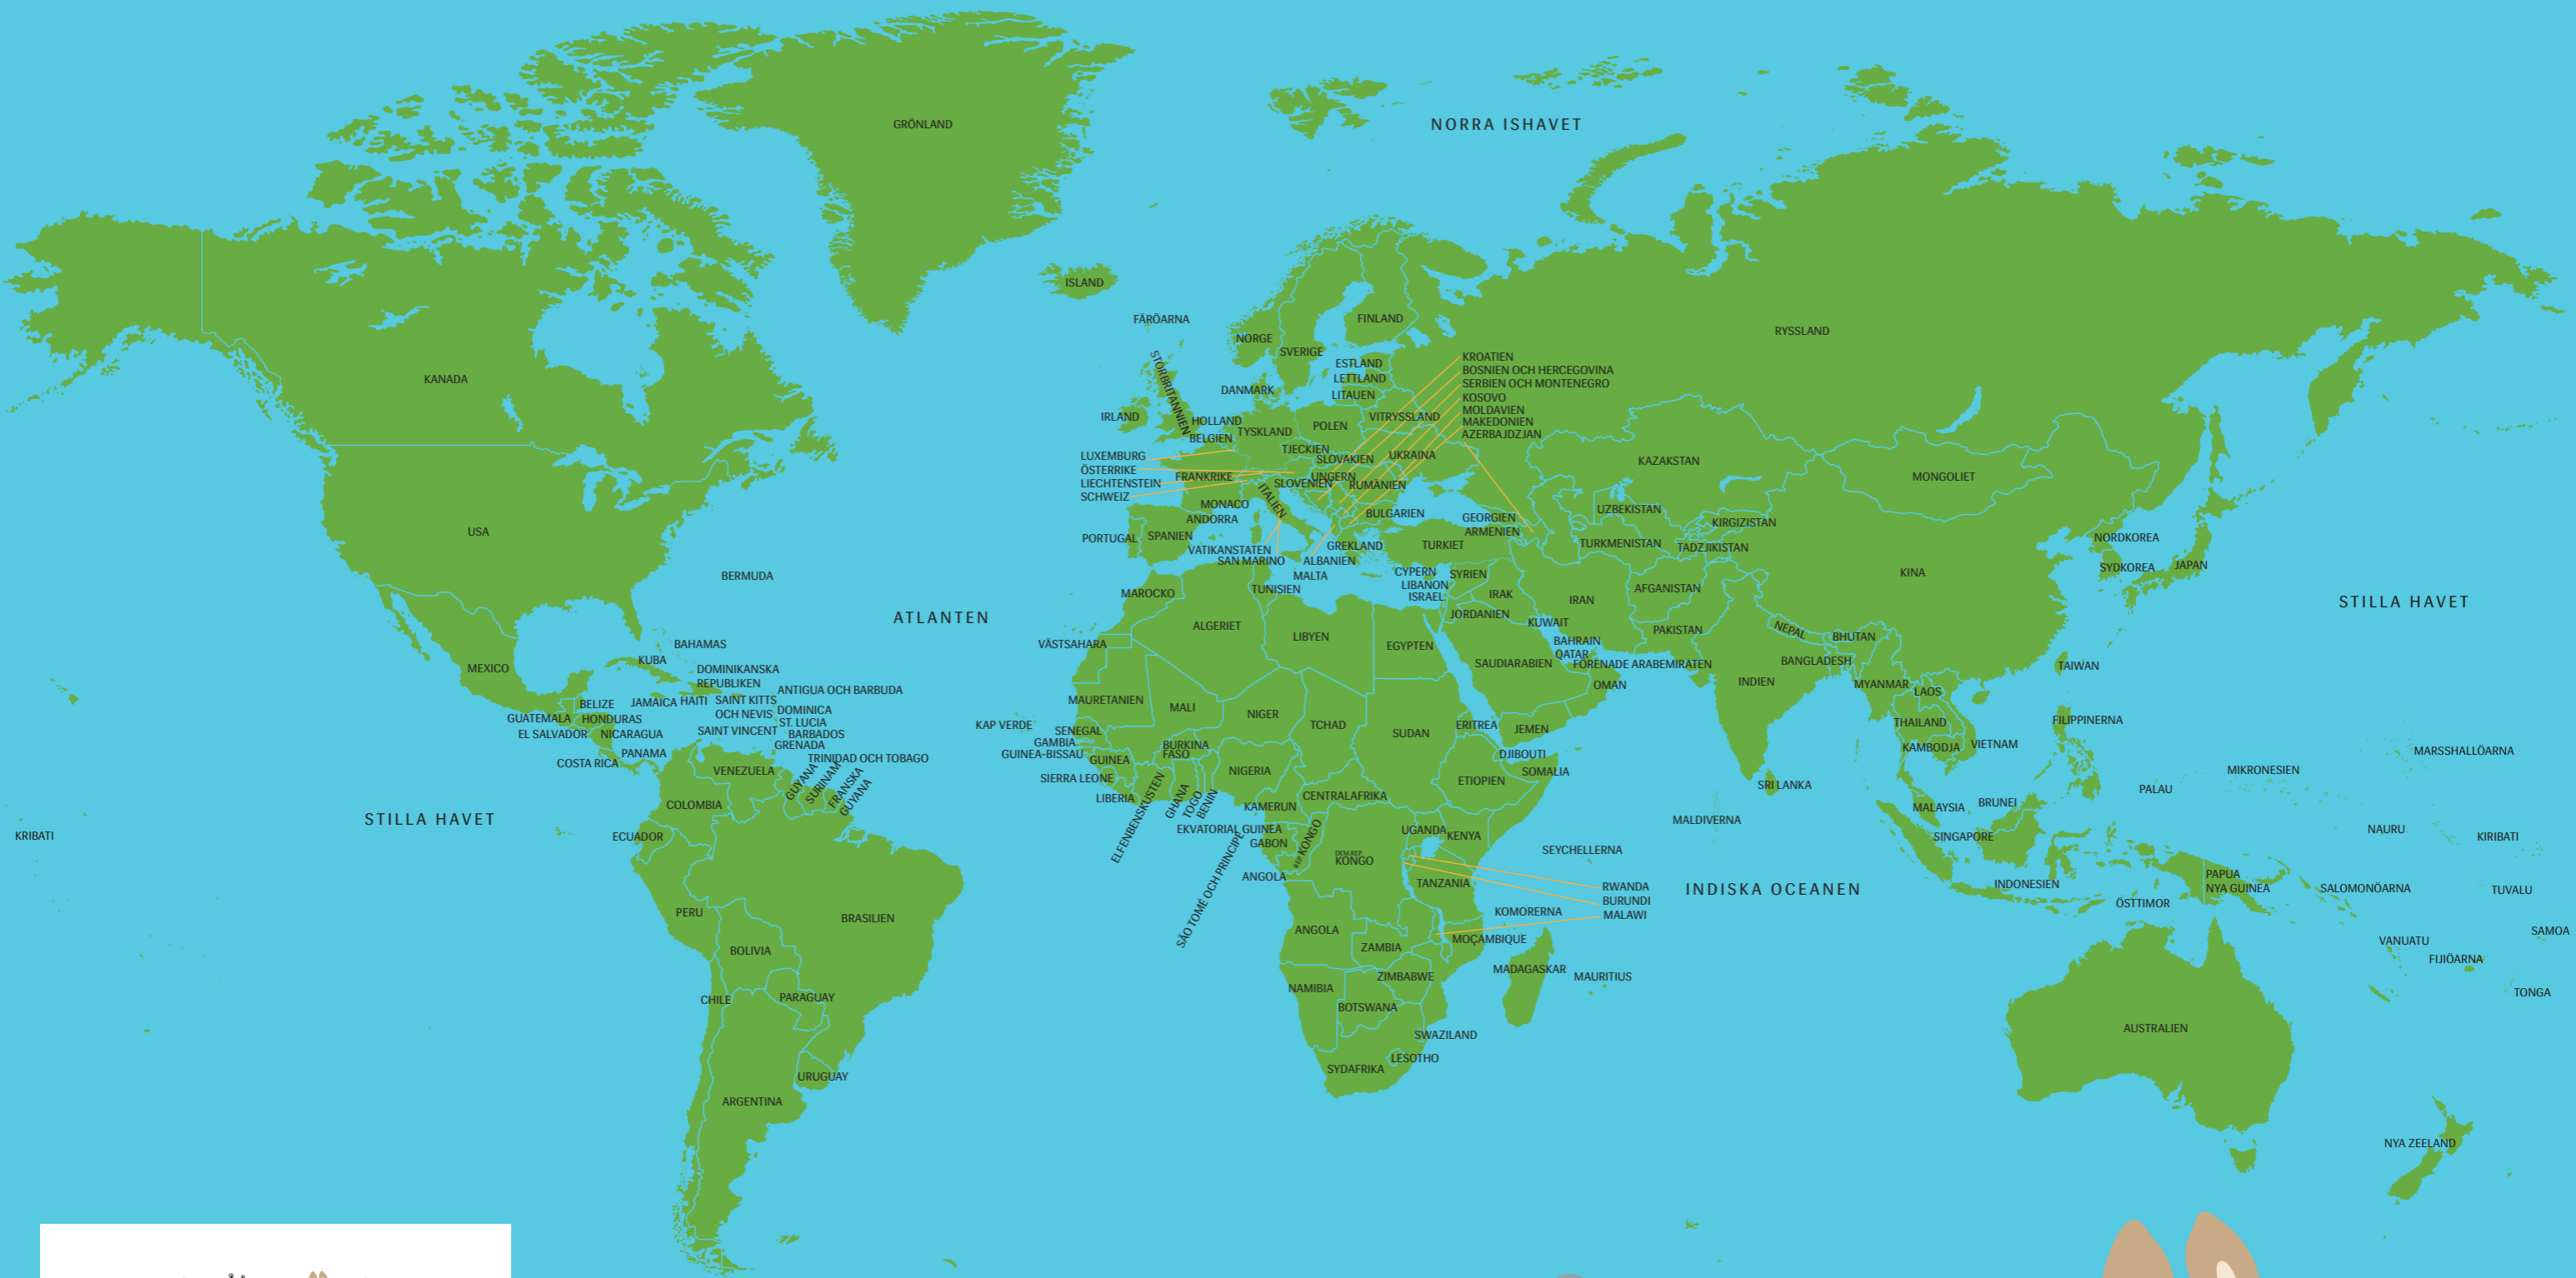 GRÖNLAND
NORRA ISHAVET
ISLAND
FÄRÖARNA
FINLAND
NORGE
SVERIGE
RYSSLAND
ESTLAND
LETTLAND
LITAUEN
STORBRITANNIEN
DANMARK
KANADA
IRLAND
HOLLAND
BELGIEN
TYSKLAND
POLEN
VITRYSSLAND
KROATIEN
BOSNIEN OCH HERCEGOVINA
SERBIEN OCH MONTENEGRO
KOSOVO
MOLDAVIEN
MAKEDONIEN
AZERBAJDZJAN
TJECKIEN
SLOVAKIEN
UKRAINA
LUXEMBURG
ÖSTERRIKE
LIECHTENSTEIN
SCHWEIZ
FRANKRIKE
UNGERN
SLOVENIEN
RUMÄNIEN
ITALIEN
MONACO
ANDORRA
BULGARIEN
PORTUGAL
SPANIEN
VATIKANSTATEN
SAN MARINO
GREKLAND
ALBANIEN
MALTA
TURKIET
GEORGIEN
ARMENIEN
KAZAKSTAN
MONGOLIET
UZBEKISTAN
KIRGIZISTAN
TURKMENISTAN
TADZJIKISTAN
NORDKOREA
SYDKOREA
JAPAN
KINA
USA
BERMUDA
ATLANTEN
STILLA HAVET
MAROCKO
TUNISIEN
CYPERN
LIBANON
ISRAEL
SYRIEN
IRAK
IRAN
AFGANISTAN
JORDANIEN
KUWAIT
PAKISTAN
NEPAL
BHUTAN
BAHRAIN
QATAR
FÖRENADE ARABEMIRATEN
BANGLADESH
TAIWAN
VÄSTSAHARA
ALGERIET
LIBYEN
EGYPTEN
SAUDIARABIEN
OMAN
INDIEN
MYANMAR
LAOS
MEXICO
BAHAMAS
KUBA
DOMINIKANSKA
REPUBLIKEN
ANTIGUA OCH BARBUDA
BELIZE
JAMAICA
HAITI
SAINT KITTS
OCH NEVIS
DOMINICA
ST. LUCIA
BARBADOS
GRENADA
SAINT VINCENT
TRINIDAD OCH TOBAGO
GUATEMALA
HONDURAS
EL SALVADOR
NICARAGUA
PANAMA
COSTA RICA
KAP VERDE
MAURETANIEN
MALI
NIGER
TCHAD
SUDAN
ERITREA
JEMEN
DJIBOUTI
SOMALIA
SENEGAL
GAMBIA
GUINEA-BISSAU
GUINEA
BURKINA
FASO
SIERRA LEONE
LIBERIA
ELFENBENSKUSTEN
GHANA
TOGO
BENIN
NIGERIA
KAMERUN
CENTRALAFRIKA
ETIOPIEN
THAILAND
KAMBODJA
VIETNAM
FILIPPINERNA
SRI LANKA
MALDIVERNA
MALAYSIA
BRUNEI
SINGAPORE
PALAU
MIKRONESIEN
MARSSHALLÖARNA
NAURU
KIRIBATI
VENEZUELA
GUYANA
SURINAM
FRANSKA
GUYANA
COLOMBIA
ECUADOR
STILLA HAVET
KRIBATI
EKVATORIAL GUINEA
GABON
SÃO TOMÉ OCH PRINCIPE
REP. KONGO
DEM.REP.
KONGO
UGANDA
KENYA
SEYCHELLERNA
ANGOLA
TANZANIA
RWANDA
BURUNDI
MALAWI
INDISKA OCEANEN
INDONESIEN
ÖSTTIMOR
PAPUA
NYA GUINEA
SALOMONÖARNA
TUVALU
PERU
BRASILIEN
BOLIVIA
KOMORERNA
ANGOLA
ZAMBIA
MOÇAMBIQUE
SAMOA
VANUATU
FIJIÖARNA
TONGA
CHILE
PARAGUAY
NAMIBIA
ZIMBABWE
BOTSWANA
MADAGASKAR
MAURITIUS
SWAZILAND
LESOTHO
SYDAFRIKA
AUSTRALIEN
URUGUAY
ARGENTINA
NYA ZEELAND